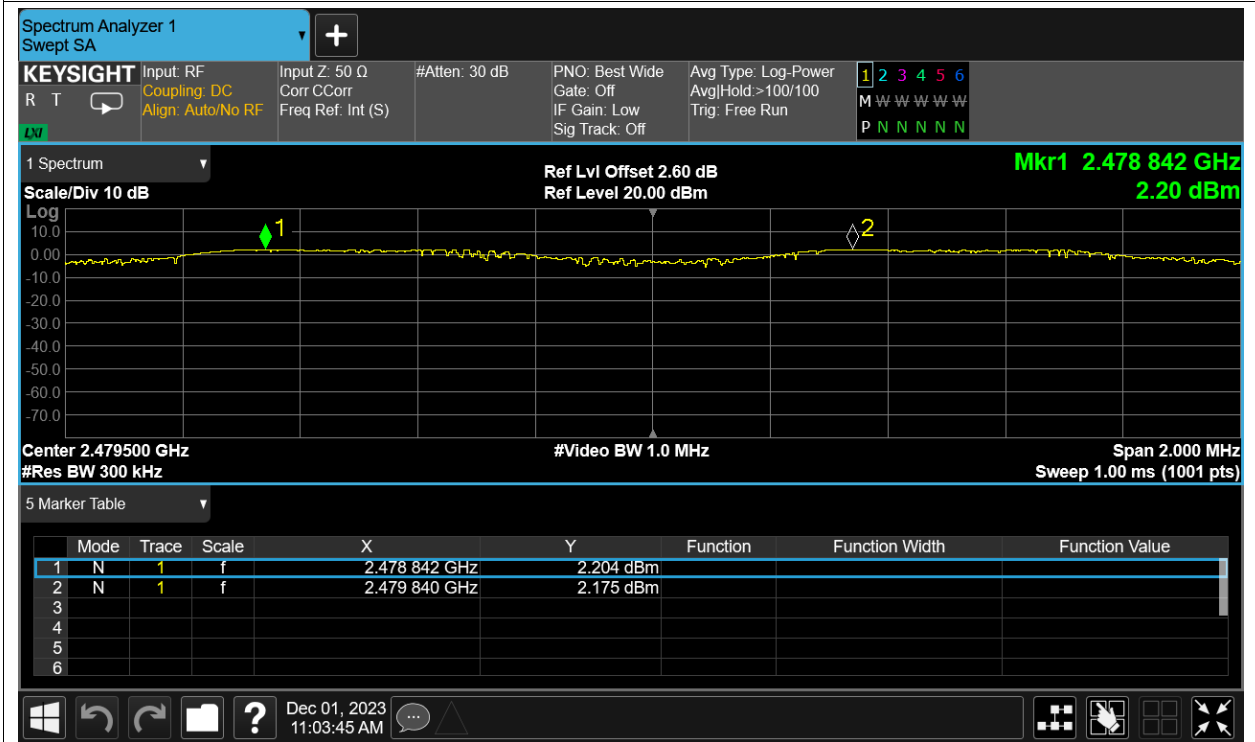 Spectrum Analyzer 1
Swept SA
KEYSIGHT
R T
LXI
Input: RF
Coupling: DC
Align: Auto/No RF
Input Z: 50 Ω
Corr CCorr
Freq Ref: Int (S)
#Atten: 30 dB
PNO: Best Wide
Gate: Off
IF Gain: Low
Sig Track: Off
Avg Type: Log-Power
Avg|Hold:>100/100
Trig: Free Run
1 2 3 4 5 6
M W W W W W
P N N N N N
1 Spectrum
Scale/Div 10 dB
Ref Lvl Offset 2.60 dB
Ref Level 20.00 dBm
Mkr1 2.478 842 GHz
2.20 dBm
Log
10.0
0.00
-10.0
-20.0
-30.0
-40.0
-50.0
-60.0
-70.0
1
2
Center 2.479500 GHz
#Res BW 300 kHz
#Video BW 1.0 MHz
Span 2.000 MHz
Sweep 1.00 ms (1001 pts)
5 Marker Table
Mode Trace Scale X Y Function Function Width Function Value
1 N 1 f 2.478 842 GHz 2.204 dBm
2 N 1 f 2.479 840 GHz 2.175 dBm
3
4
5
6
?
Dec 01, 2023
11:03:45 AM